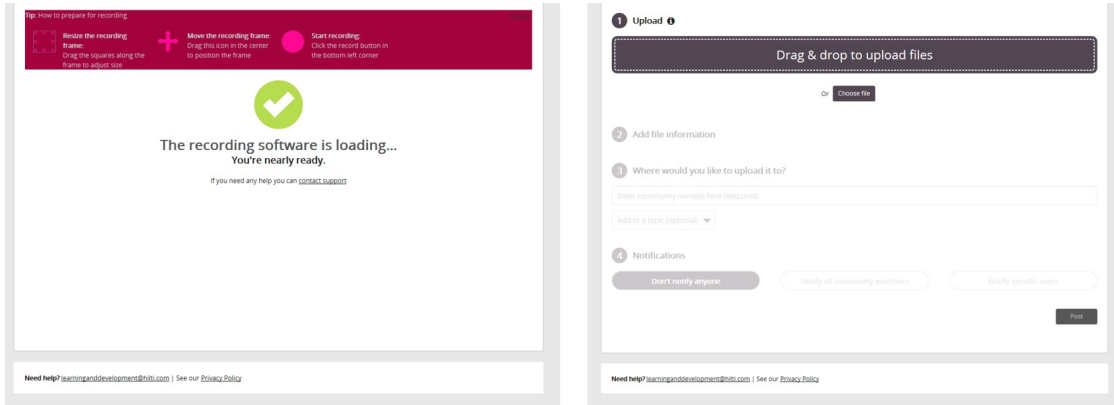 Tip: How to prepare for recording
Resize the recording
frame:
Drag the squares along the
frame to adjust size
Move the recording frame:
Drag this icon in the center
to position the frame
Start recording:
Click the record button in
the bottom left corner
The recording software is loading...
You're nearly ready.
If you need any help you can contact support
Need help? learninganddevelopment@hilti.com | See our Privacy Policy
1 Upload
Drag & drop to upload files
Or Choose file
2 Add file information
3 Where would you like to upload it to?
Enter community name(s) here (Required)
Add to a topic (optional)
4 Notifications
Don't notify anyone
Notify all community members
Notify specific users
Post
Need help? learninganddevelopment@hilti.com | See our Privacy Policy